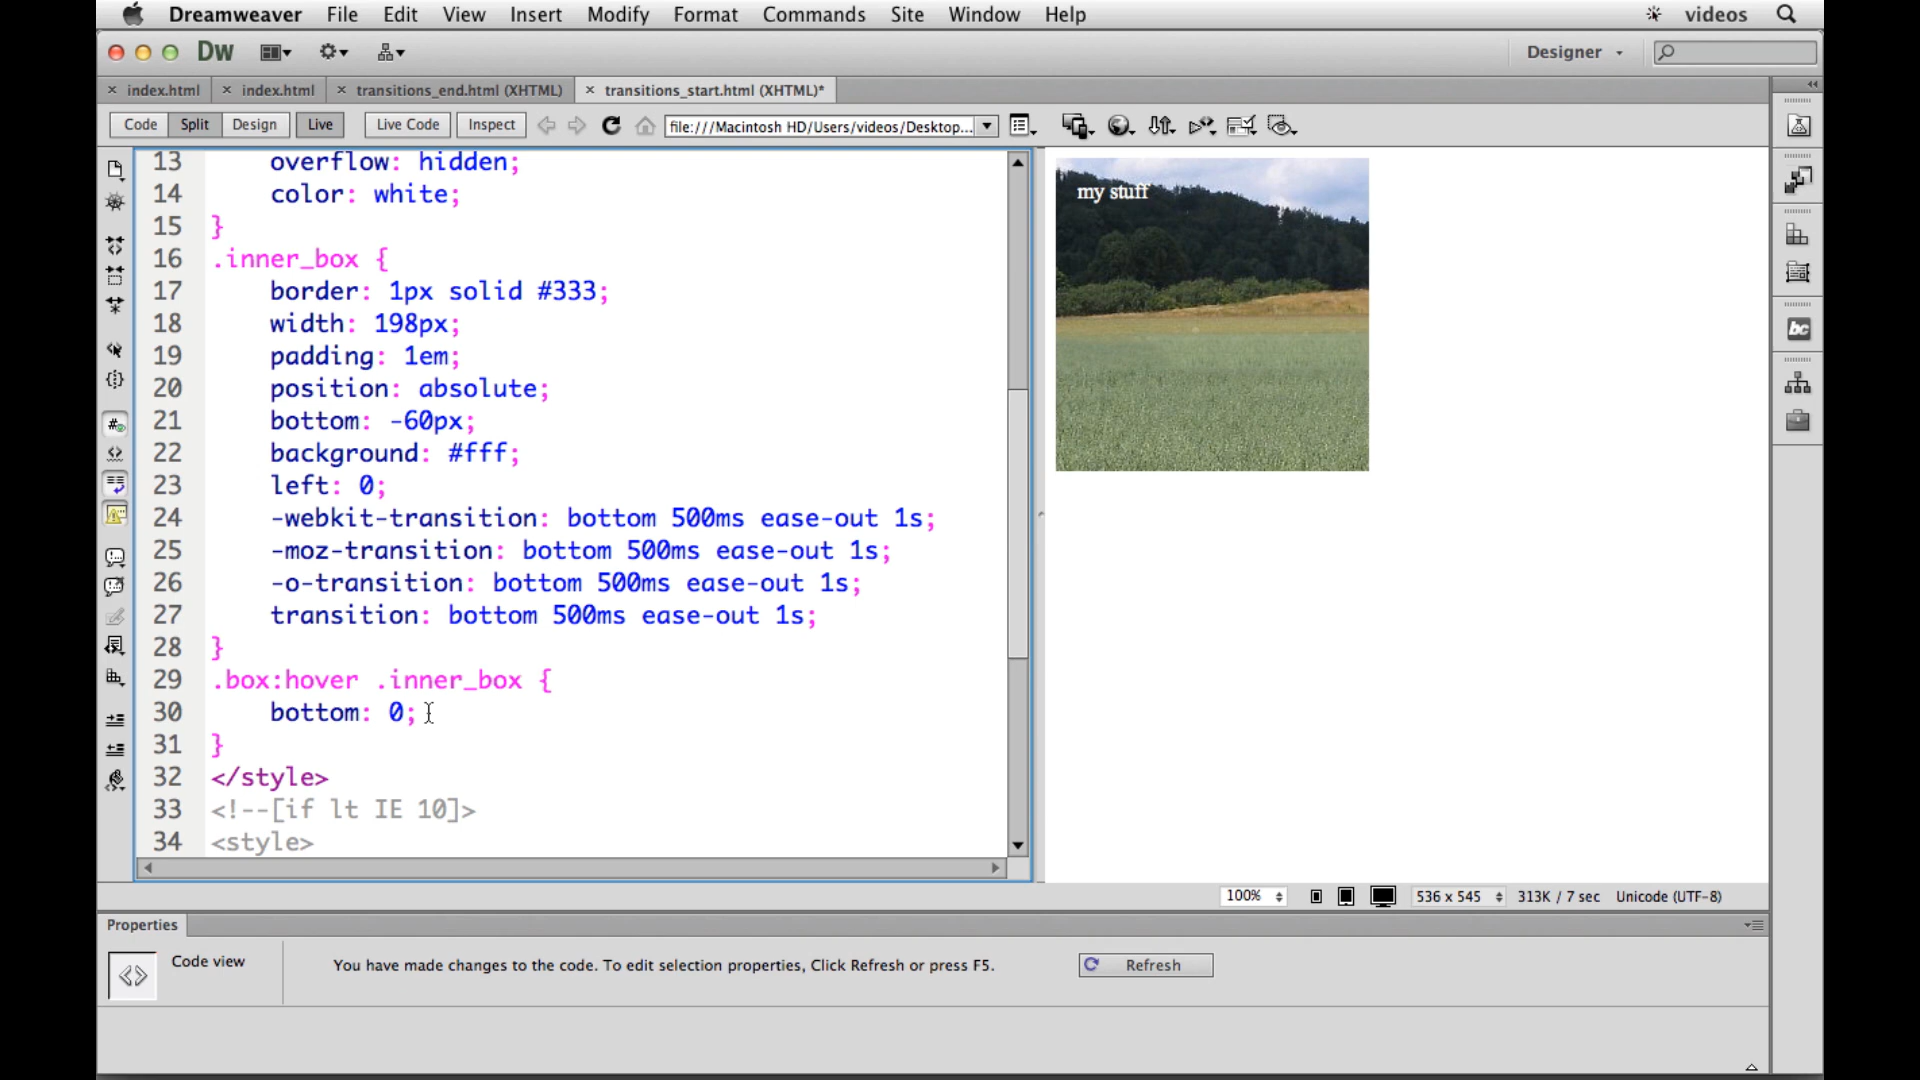 Dreamweaver File Edit View Insert Modify Format Commands Site Window Help videos
Dw Designer
index.html index.html transitions_end.html (XHTML) transitions_start.html (XHTML)*
Code Split Design Live Live Code Inspect file:///Macintosh HD/Users/videos/Desktop...
13 overflow: hidden;
14 color: white;
15 }
16 .inner_box {
17 border: 1px solid #333;
18 width: 198px;
19 padding: 1em;
20 position: absolute;
21 bottom: -60px;
22 background: #fff;
23 left: 0;
24 -webkit-transition: bottom 500ms ease-out 1s;
25 -moz-transition: bottom 500ms ease-out 1s;
26 -o-transition: bottom 500ms ease-out 1s;
27 transition: bottom 500ms ease-out 1s;
28 }
29 .box:hover .inner_box {
30 bottom: 0;
31 }
32 </style>
33 <!--[if lt IE 10]>
34 <style>
my stuff
bc
100% 536 x 545 313K / 7 sec Unicode (UTF-8)
Properties
Code view You have made changes to the code. To edit selection properties, Click Refresh or press F5. Refresh